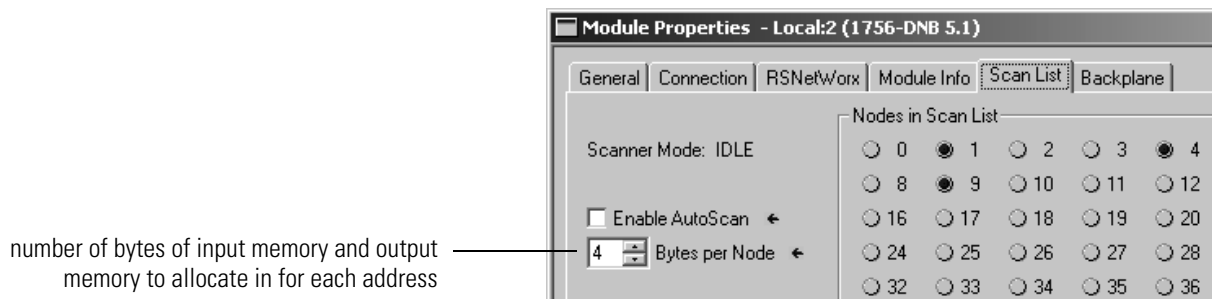 Module Properties - Local:2 (1756-DNB 5.1)
General Connection RSNetWorx Module Info Scan List Backplane
Nodes in Scan List
Scanner Mode: IDLE
0 1 2 3 4
8 9 10 11 12
Enable AutoScan
16 17 18 19 20
number of bytes of input memory and output
memory to allocate in for each address
4 Bytes per Node
24 25 26 27 28
32 33 34 35 36